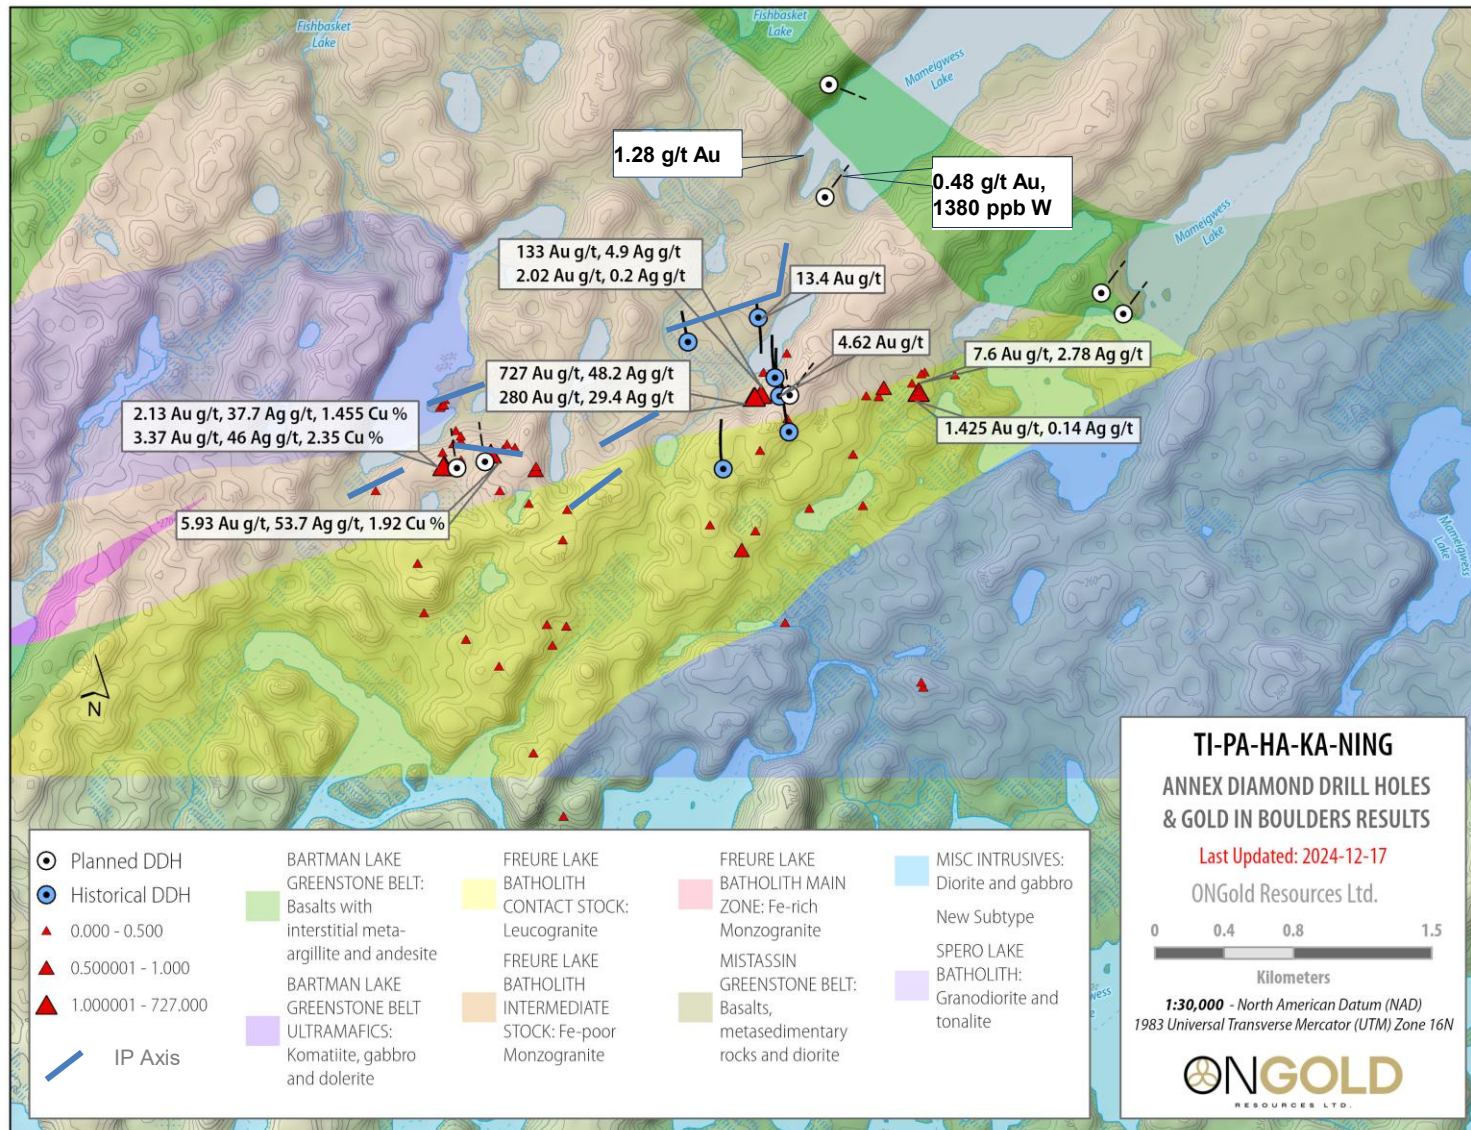 Fishbasket
Lake
Fishbasket
Lake
Mameigwess
Lake
1.28 g/t Au
0.48 g/t Au,
1380 ppb W
Mameigwess
Lake
133 Au g/t, 4.9 Ag g/t
2.02 Au g/t, 0.2 Ag g/t
13.4 Au g/t
4.62 Au g/t
7.6 Au g/t, 2.78 Ag g/t
727 Au g/t, 48.2 Ag g/t
280 Au g/t, 29.4 Ag g/t
2.13 Au g/t, 37.7 Ag g/t, 1.455 Cu %
3.37 Au g/t, 46 Ag g/t, 2.35 Cu %
1.425 Au g/t, 0.14 Ag g/t
5.93 Au g/t, 53.7 Ag g/t, 1.92 Cu %
Mameigwess
Lake
N
TI-PA-HA-KA-NING
ANNEX DIAMOND DRILL HOLES
& GOLD IN BOULDERS RESULTS
Last Updated: 2024-12-17
ONGold Resources Ltd.
0 0.4 0.8 1.5
Kilometers
1:30,000 - North American Datum (NAD)
1983 Universal Transverse Mercator (UTM) Zone 16N
ONGOLD
RESOURCES LTD.
Planned DDH
Historical DDH
0.000 - 0.500
0.500001 - 1.000
1.000001 - 727.000
IP Axis
BARTMAN LAKE
GREENSTONE BELT:
Basalts with
interstitial meta-
argillite and andesite
BARTMAN LAKE
GREENSTONE BELT
ULTRAMAFICS:
Komatiite, gabbro
and dolerite
FREURE LAKE
BATHOLITH
CONTACT STOCK:
Leucogranite
FREURE LAKE
BATHOLITH
INTERMEDIATE
STOCK: Fe-poor
Monzogranite
FREURE LAKE
BATHOLITH MAIN
ZONE: Fe-rich
Monzogranite
MISTASSIN
GREENSTONE BELT:
Basalts,
metasedimentary
rocks and diorite
MISC INTRUSIVES:
Diorite and gabbro
New Subtype
SPERO LAKE
BATHOLITH:
Granodiorite and
tonalite